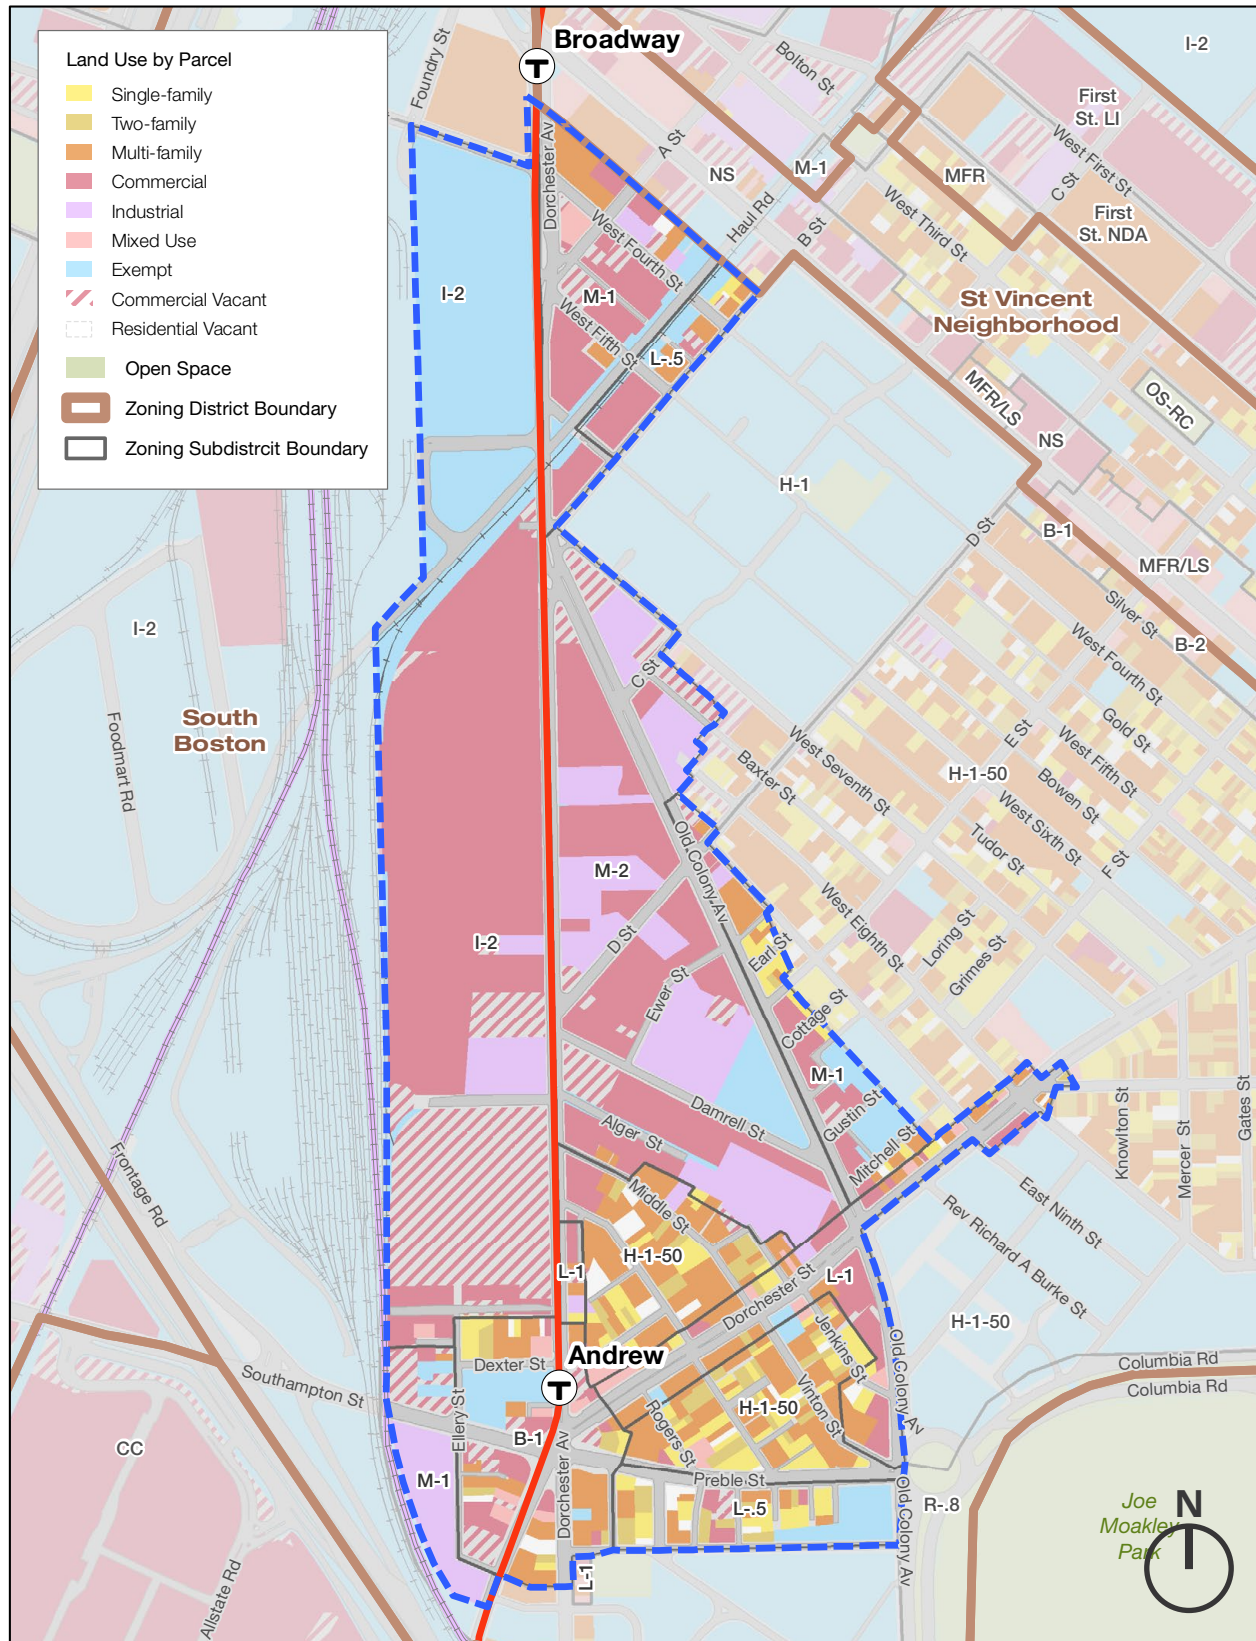 Land Use by Parcel
Single-family
Two-family
Multi-family
Commercial
Industrial
Mixed Use
Exempt
Commercial Vacant
Residential Vacant
Open Space
Zoning District Boundary
Zoning Subdistrcit Boundary
Foundry St
T
Broadway
Bolton St
I-2
First
St. LI
West First St
Dorchester Av
A St
NS
M-1
MFR
C St
First
St. NDA
Haul Rd
B St
West Third St
West Fourth St
I-2
M-1
West Fifth St
L-.5
St Vincent
Neighborhood
MFR/LS
OS-RC
NS
H-1
D St
B-1
MFR/LS
Silver St
B-2
West Fourth St
I-2
C St
Foodmart Rd
South
Boston
West Seventh St
Baxter St
E St
Gold St
West Fifth St
H-1-50
Bowen St
West Sixth St
Tudor St
F St
Old Colony Av
M-2
West Eighth St
Loring St
Grimes St
I-2
D St
Earl St
Ewer St
Cottage St
M-1
Gustin St
Damrell St
Alger St
Mitchell St
Knowlton St
Mercer St
Gates St
Frontage Rd
Middle St
East Ninth St
Rev Richard A Burke St
H-1-50
L-1
L-1
Dorchester St
H-1-50
Jenkins St
Old Colony Av
Andrew
T
Dexter St
Columbia Rd
Columbia Rd
Southampton St
Ellery St
Vinton St
H-1-50
Rogers St
CC
B-1
Dorchester Av
M-1
Preble St
L-.5
Old Colony Av
R-.8
Joe
Moakley
Park
N
L-1
Allstate Rd